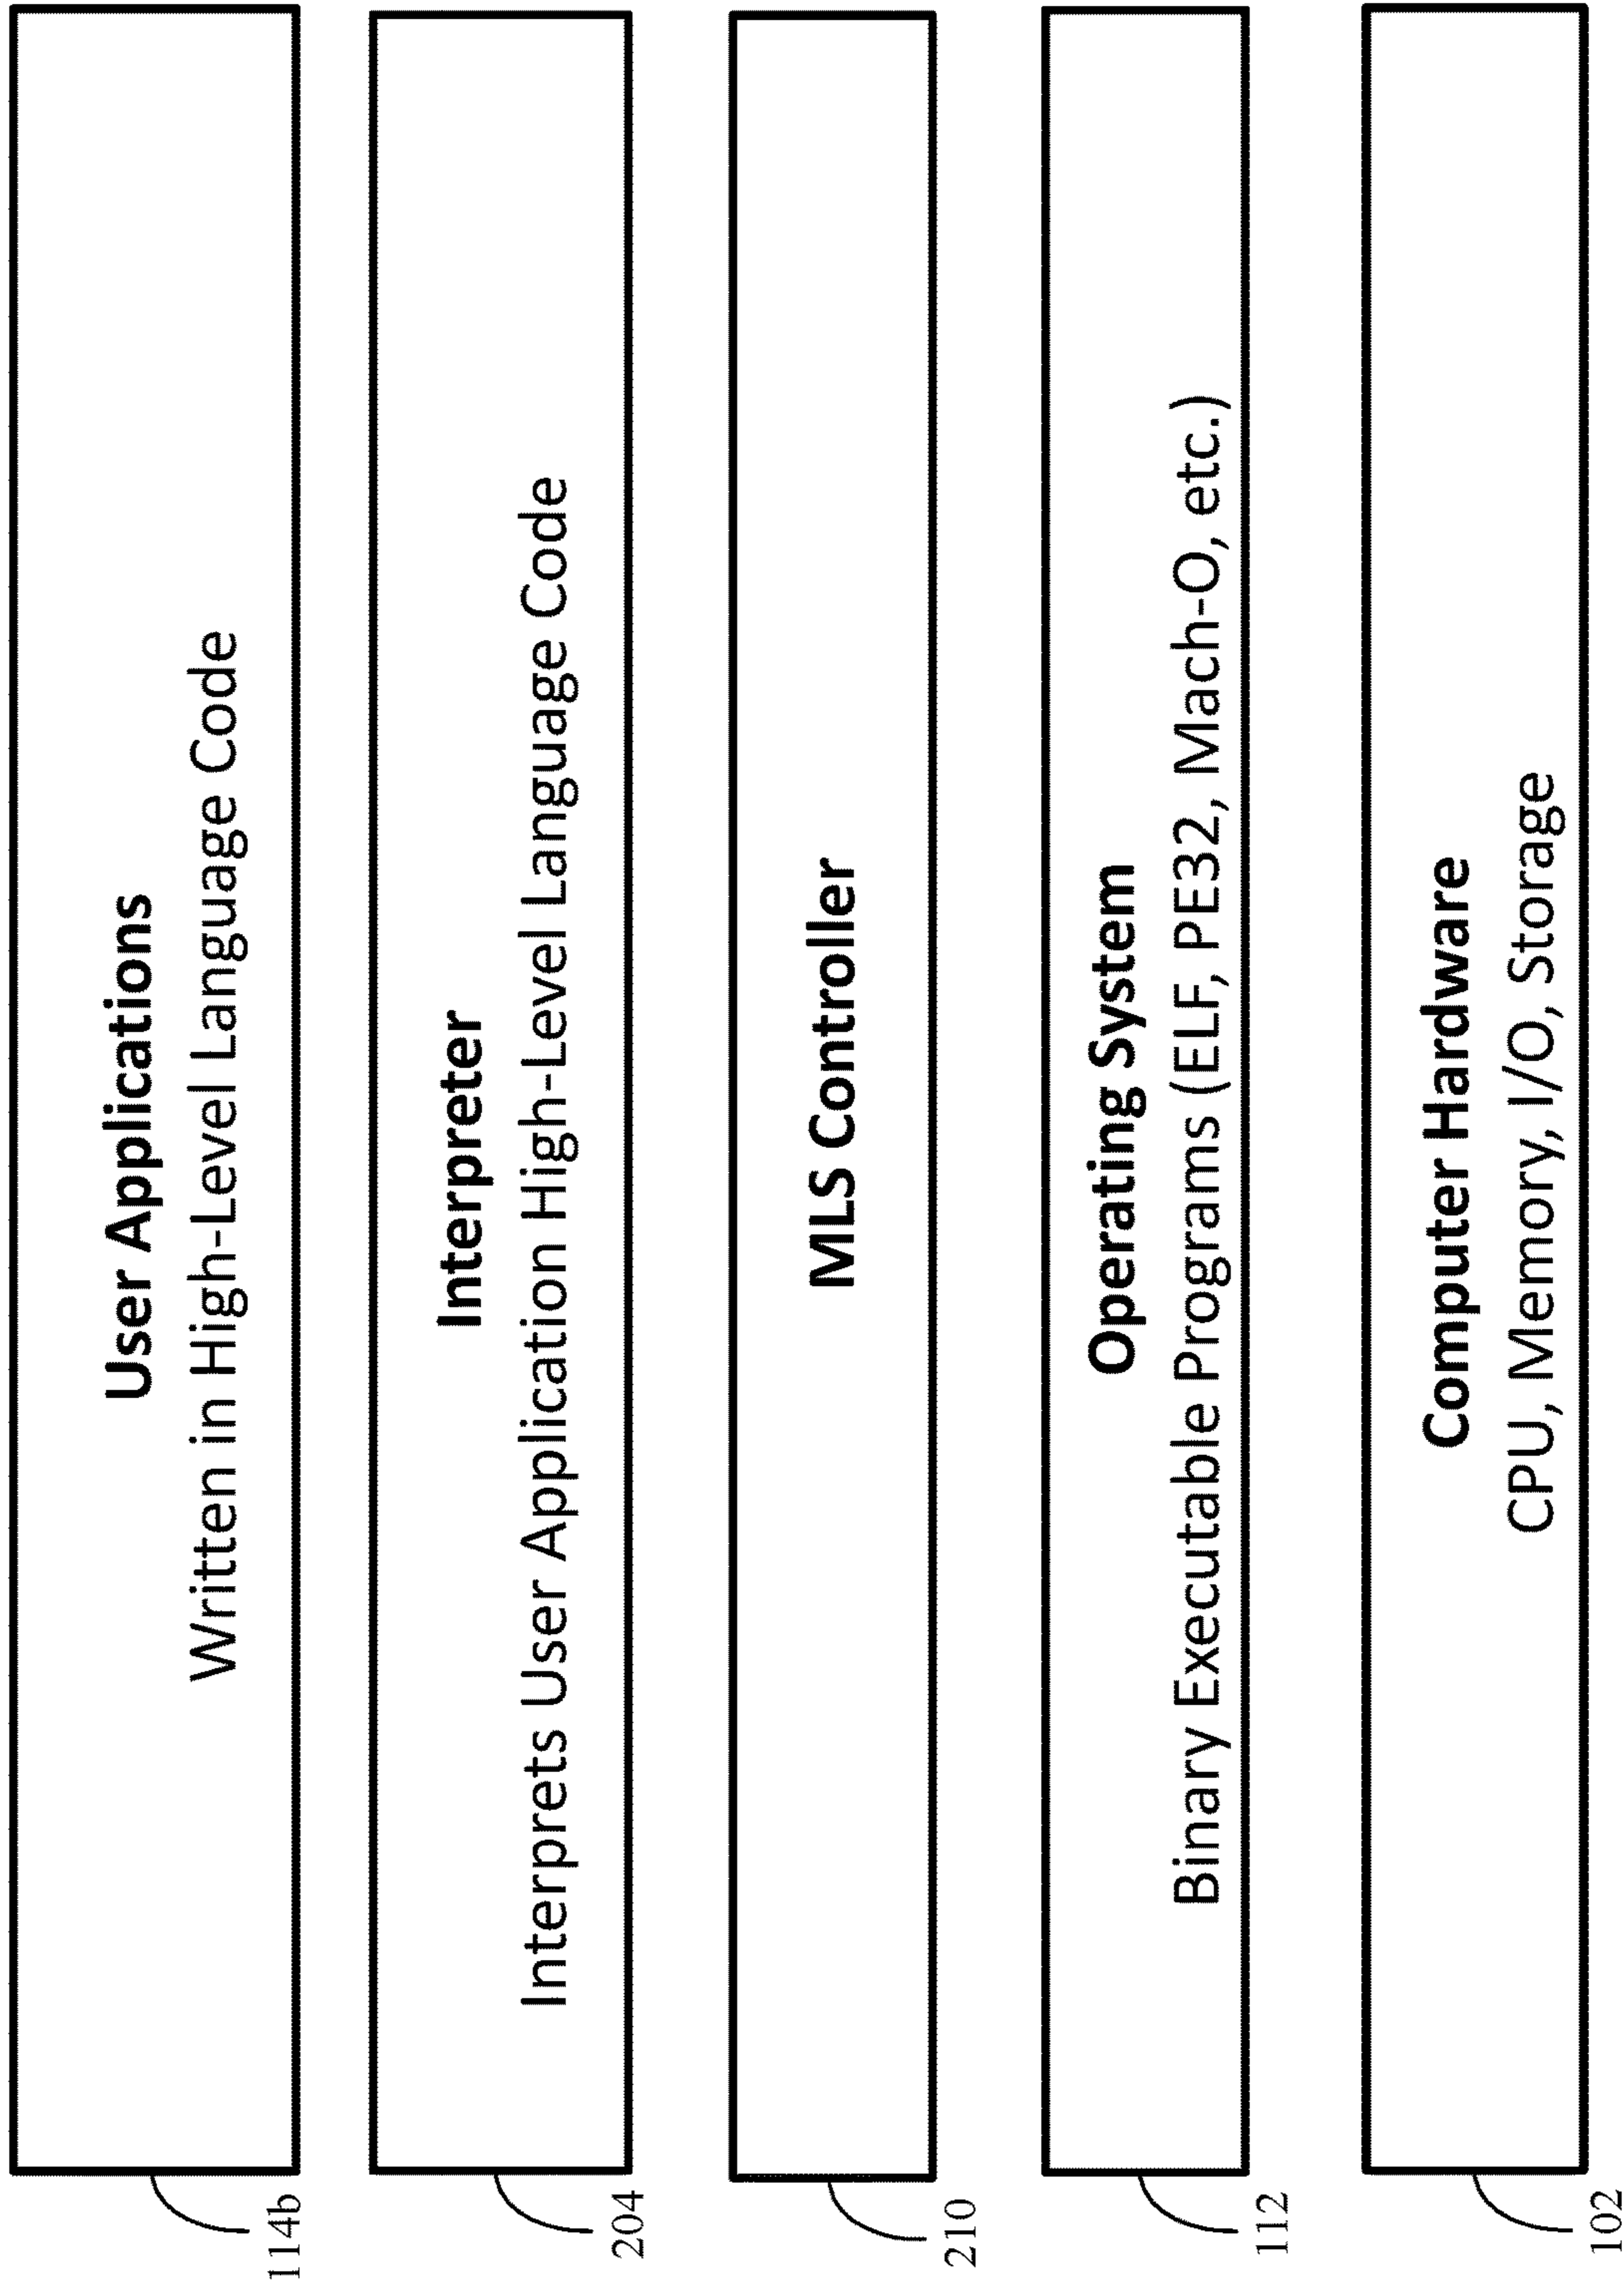 User Applications
Written in High-Level Language Code
114b
Interpreter
Interprets User Application High-Level Language Code
204
MLS Controller
210
Operating System
Binary Executable Programs (ELF, PE32, Mach-O, etc.)
112
Computer Hardware
CPU, Memory, I/O, Storage
102